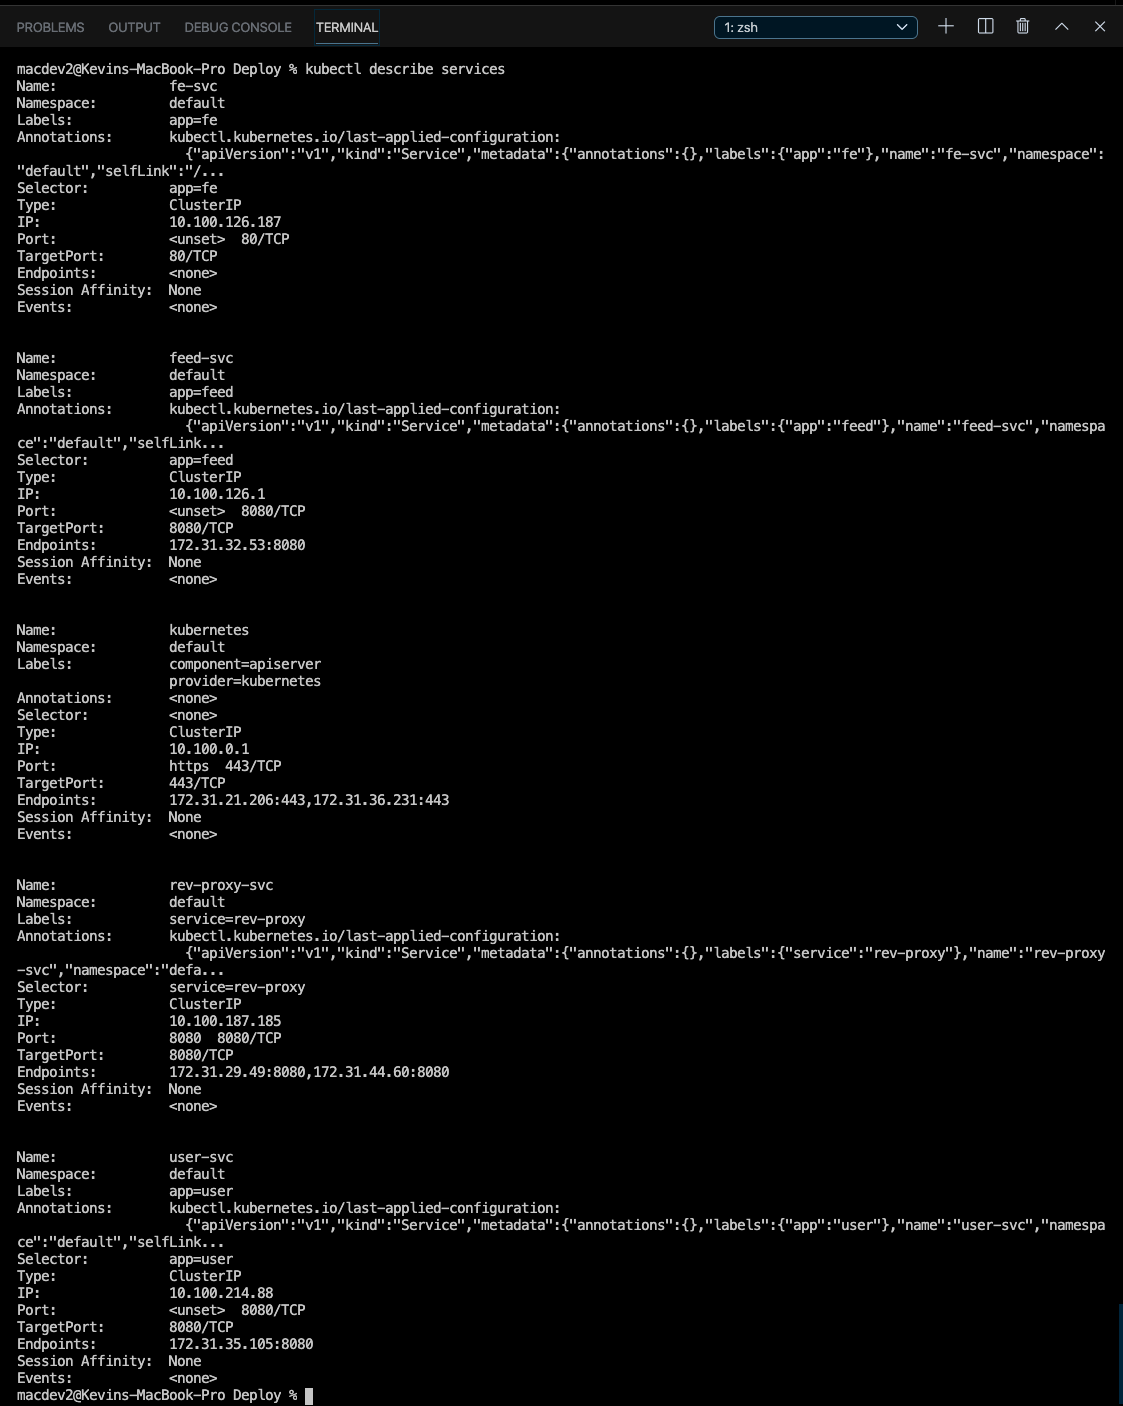 PROBLEMS OUTPUT DEBUG CONSOLE TERMINAL 1: zsh
macdev2@Kevins-MacBook-Pro Deploy % kubectl describe services
Name: fe-svc
Namespace: default
Labels: app=fe
Annotations: kubectl.kubernetes.io/last-applied-configuration:
{"apiVersion":"v1","kind":"Service","metadata":{"annotations":{},"labels":{"app":"fe"},"name":"fe-svc","namespace":
"default","selfLink":"/...
Selector: app=fe
Type: ClusterIP
IP: 10.100.126.187
Port: <unset> 80/TCP
TargetPort: 80/TCP
Endpoints: <none>
Session Affinity: None
Events: <none>
Name: feed-svc
Namespace: default
Labels: app=feed
Annotations: kubectl.kubernetes.io/last-applied-configuration:
{"apiVersion":"v1","kind":"Service","metadata":{"annotations":{},"labels":{"app":"feed"},"name":"feed-svc","namespa
ce":"default","selfLink...
Selector: app=feed
Type: ClusterIP
IP: 10.100.126.1
Port: <unset> 8080/TCP
TargetPort: 8080/TCP
Endpoints: 172.31.32.53:8080
Session Affinity: None
Events: <none>
Name: kubernetes
Namespace: default
Labels: component=apiserver
provider=kubernetes
Annotations: <none>
Selector: <none>
Type: ClusterIP
IP: 10.100.0.1
Port: https 443/TCP
TargetPort: 443/TCP
Endpoints: 172.31.21.206:443,172.31.36.231:443
Session Affinity: None
Events: <none>
Name: rev-proxy-svc
Namespace: default
Labels: service=rev-proxy
Annotations: kubectl.kubernetes.io/last-applied-configuration:
{"apiVersion":"v1","kind":"Service","metadata":{"annotations":{},"labels":{"service":"rev-proxy"},"name":"rev-proxy
-svc","namespace":"defa...
Selector: service=rev-proxy
Type: ClusterIP
IP: 10.100.187.185
Port: 8080 8080/TCP
TargetPort: 8080/TCP
Endpoints: 172.31.29.49:8080,172.31.44.60:8080
Session Affinity: None
Events: <none>
Name: user-svc
Namespace: default
Labels: app=user
Annotations: kubectl.kubernetes.io/last-applied-configuration:
{"apiVersion":"v1","kind":"Service","metadata":{"annotations":{},"labels":{"app":"user"},"name":"user-svc","namespa
ce":"default","selfLink...
Selector: app=user
Type: ClusterIP
IP: 10.100.214.88
Port: <unset> 8080/TCP
TargetPort: 8080/TCP
Endpoints: 172.31.35.105:8080
Session Affinity: None
Events: <none>
macdev2@Kevins-MacBook-Pro Deploy %